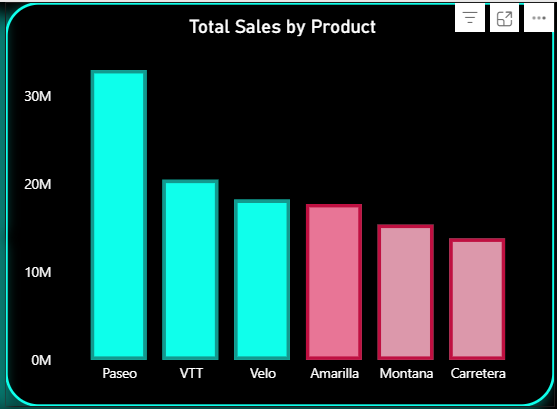 Total Sales by Product
30M
20M
10M
0M
Paseo VTT Velo Amarilla Montana Carretera